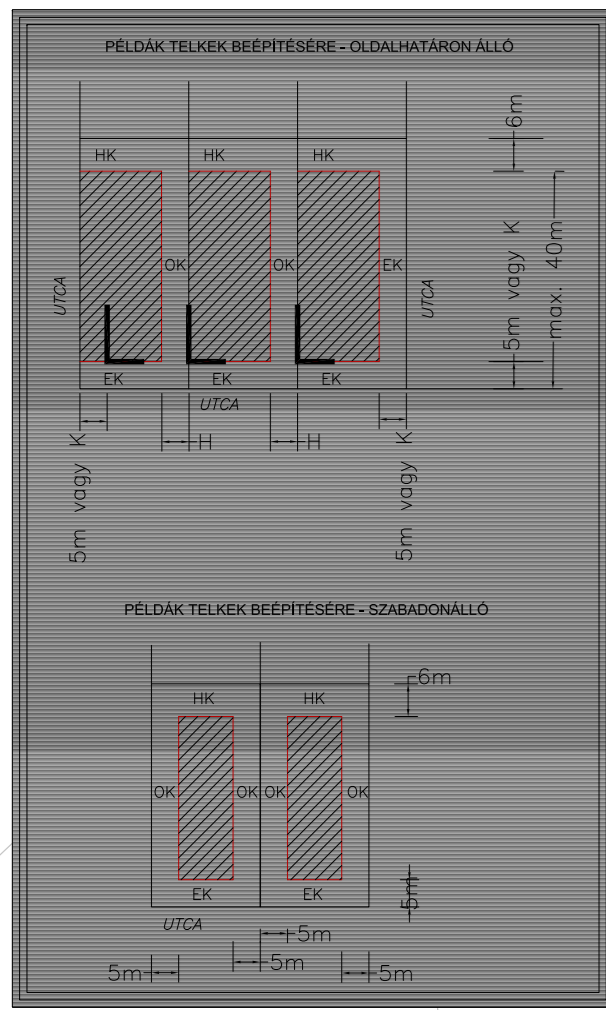 PÉLDÁK TELKEK BEÉPÍTÉSÉRE - OLDALHATÁRON ÁLLÓ
6m
HK
HK
HK
5m vagy K
max. 40m
OK
OK
EK
UTCA
UTCA
EK
EK
EK
UTCA
H
H
5m vagy K
5m vagy K
PÉLDÁK TELKEK BEÉPÍTÉSÉRE - SZABADONÁLLÓ
6m
HK
HK
OK
OK
OK
OK
EK
EK
5m
UTCA
5m
5m
5m
5m